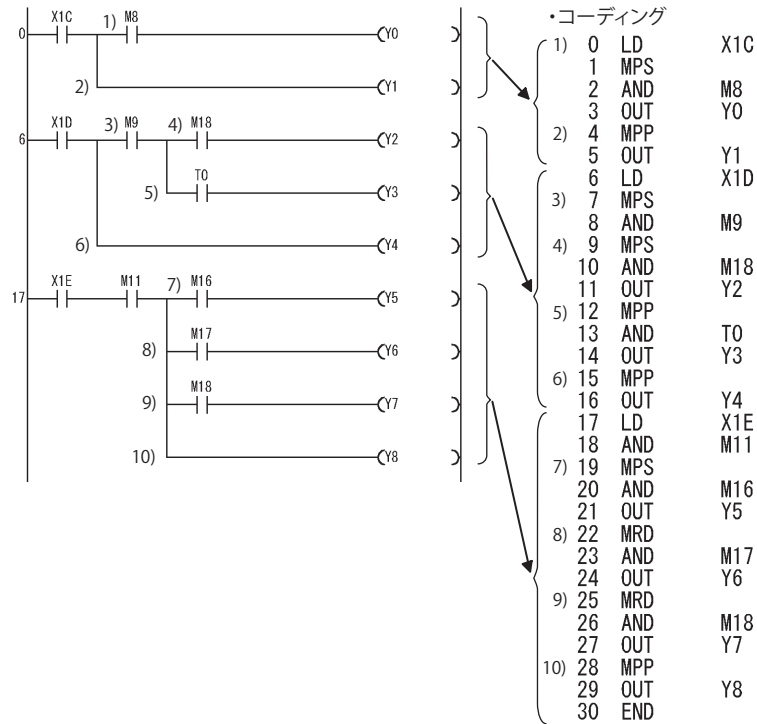 X1C 1) M8
0 Y0
2) Y1
X1D 3) M9 4) M18
6 Y2
T0
5) Y3
6) Y4
X1E M11 7) M16
17 Y5
M17
8) Y6
M18
9) Y7
10) Y8
・コーディング
1) 0 LD X1C
1 MPS
2 AND M8
3 OUT Y0
2) 4 MPP
5 OUT Y1
6 LD X1D
3) 7 MPS
8 AND M9
4) 9 MPS
10 AND M18
11 OUT Y2
5) 12 MPP
13 AND T0
14 OUT Y3
6) 15 MPP
16 OUT Y4
17 LD X1E
18 AND M11
7) 19 MPS
20 AND M16
21 OUT Y5
8) 22 MRD
23 AND M17
24 OUT Y6
9) 25 MRD
26 AND M18
27 OUT Y7
10) 28 MPP
29 OUT Y8
30 END